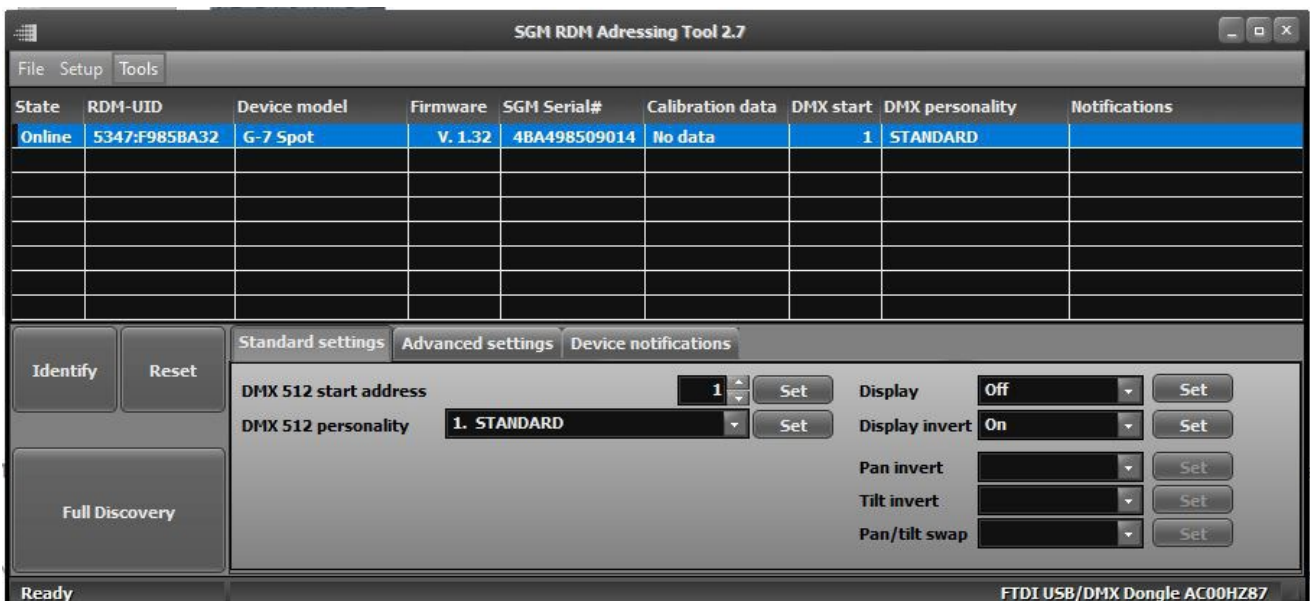 SGM RDM Adressing Tool 2.7
File Setup Tools
State RDM-UID Device model Firmware SGM Serial# Calibration data DMX start DMX personality Notifications
Online 5347:F985BA32 G-7 Spot V. 1.32 4BA498509014 No data 1 STANDARD
Identify Reset
Full Discovery
Standard settings Advanced settings Device notifications
DMX 512 start address 1 Set
DMX 512 personality 1. STANDARD Set
Display Off Set
Display invert On Set
Pan invert Set
Tilt invert Set
Pan/tilt swap Set
Ready FTDI USB/DMX Dongle AC00HZ87